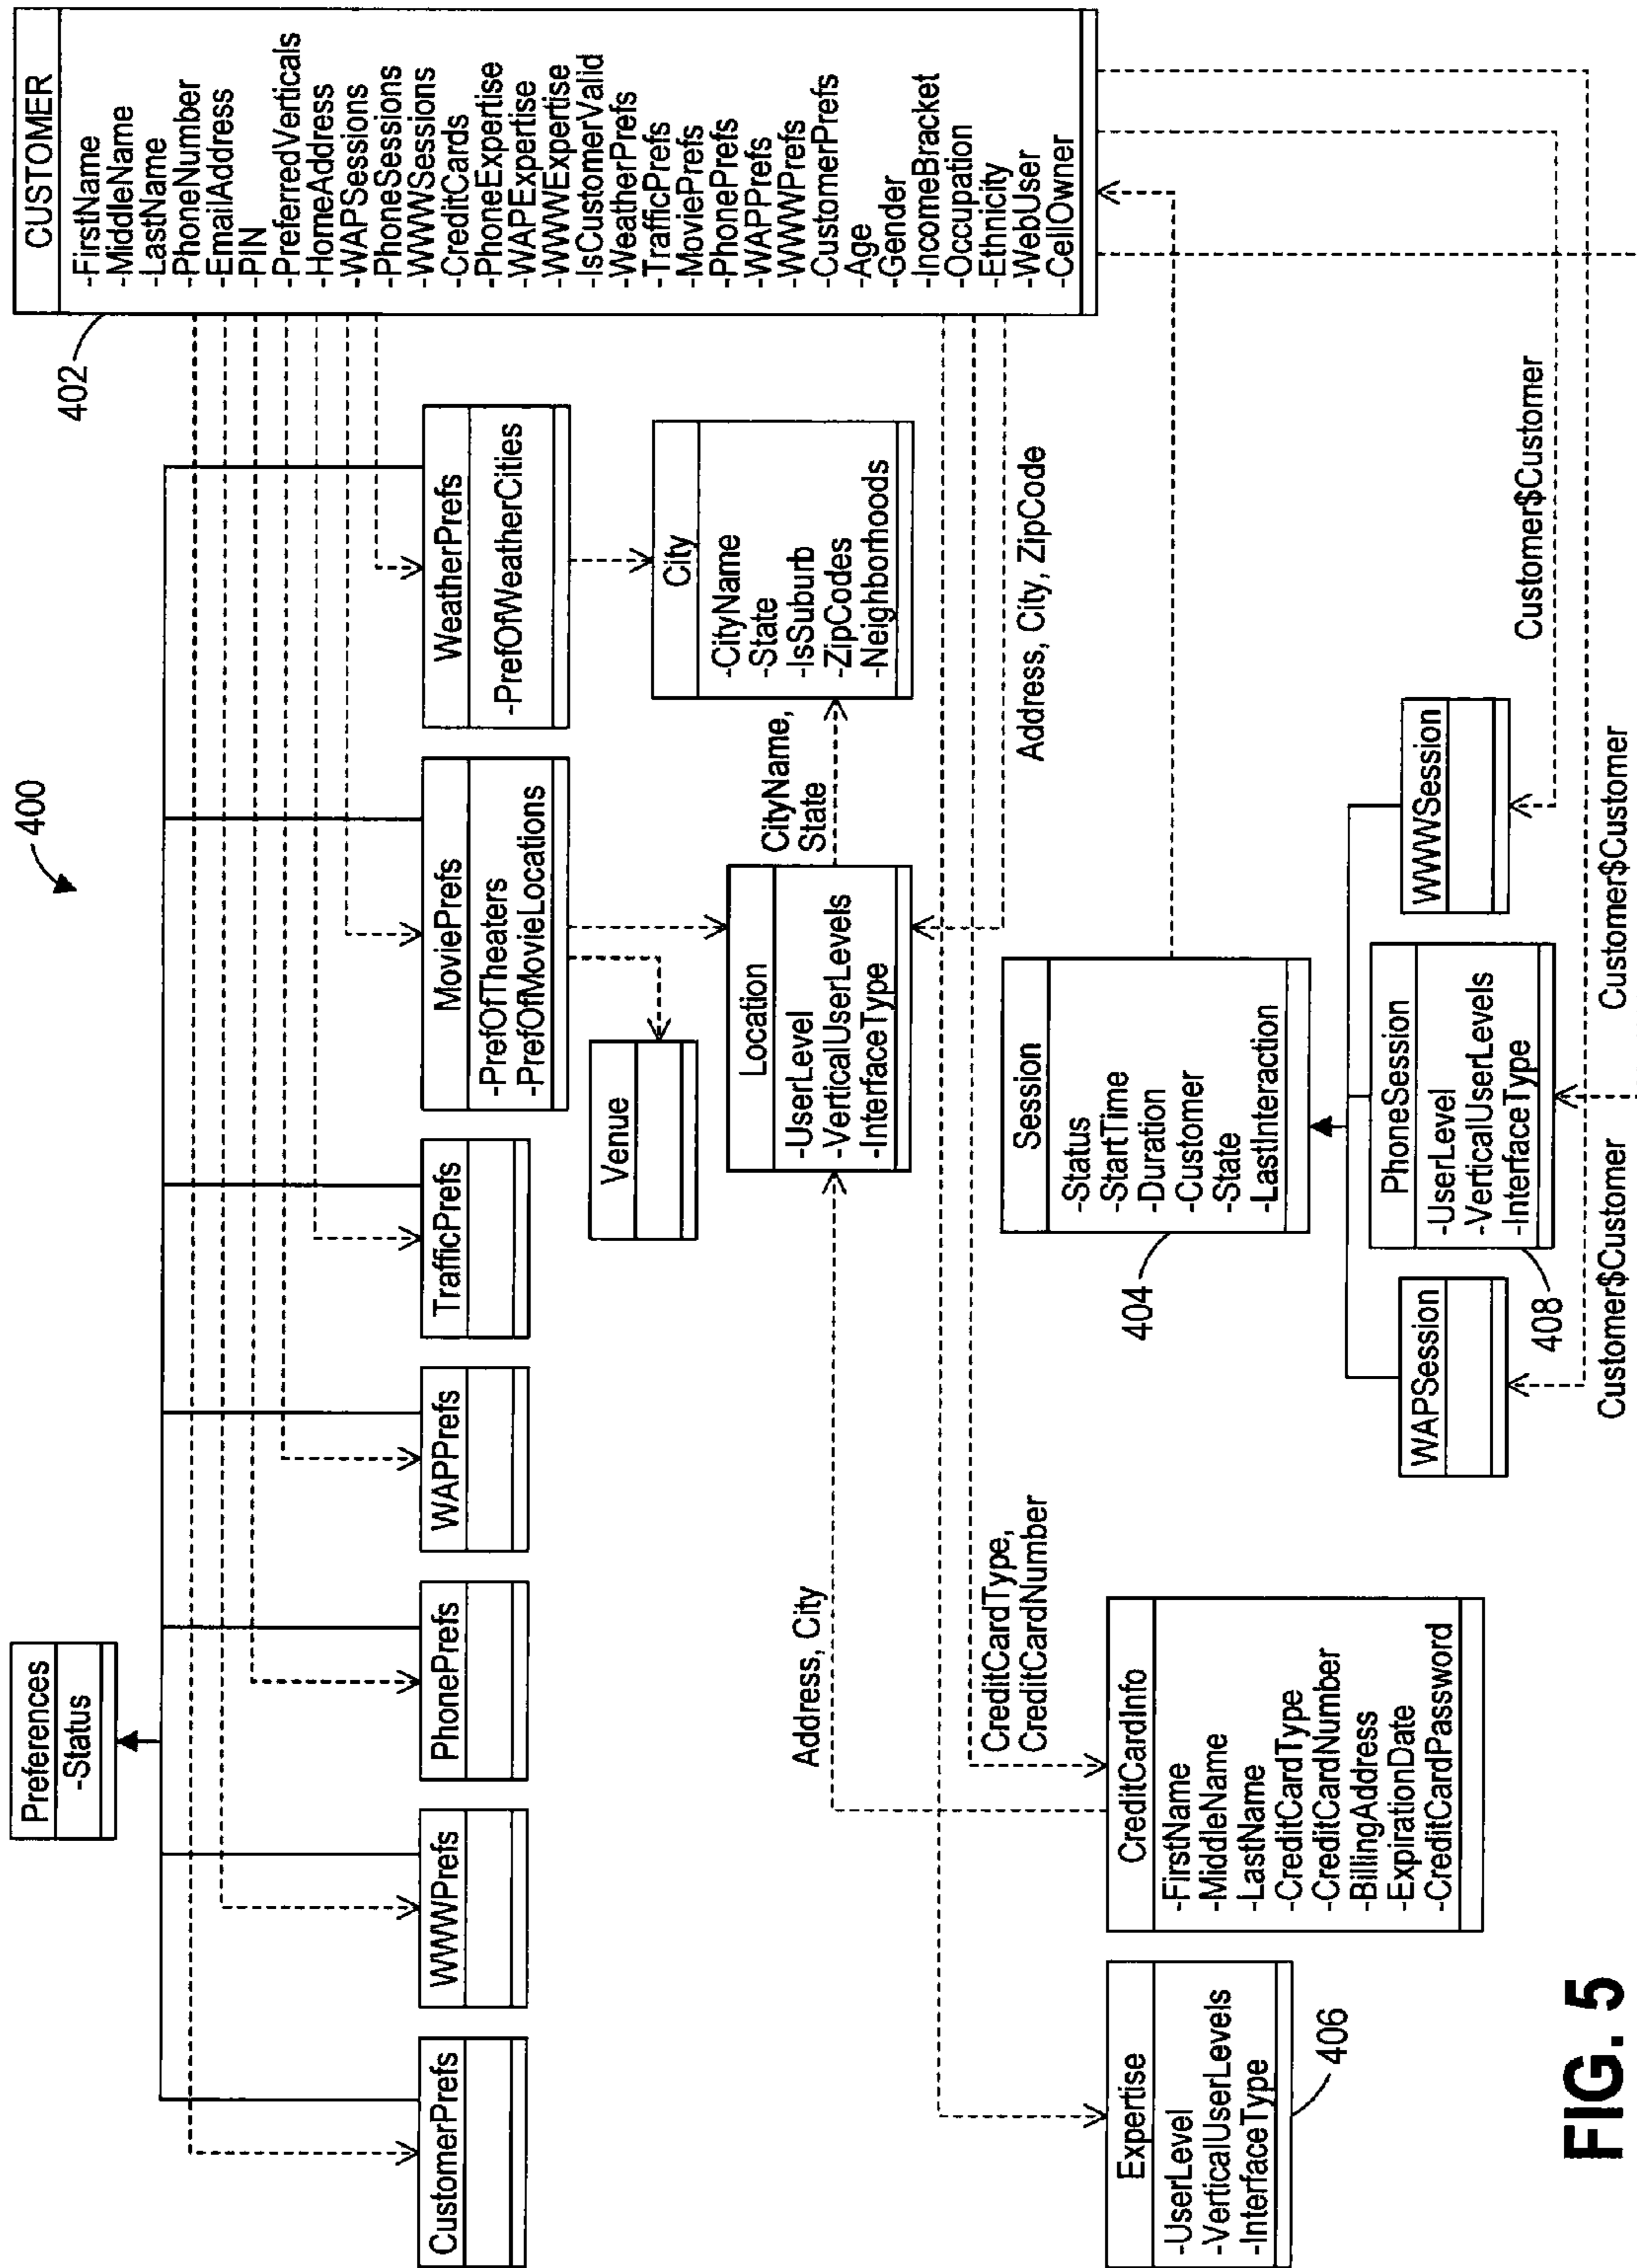 400
Preferences
-Status
CustomerPrefs
WWWPrefs
PhonePrefs
WAPPrefs
TrafficPrefs
MoviePrefs
-PrefOfTheaters
-PrefOfMovieLocations
WeatherPrefs
-PrefOfWeatherCities
402
CUSTOMER
-FirstName
-MiddleName
-LastName
-PhoneNumber
-EmailAddress
-PIN
-PreferredVerticals
-HomeAddress
-WAPSessions
-PhoneSessions
-WWWSessions
-CreditCards
-PhoneExpertise
-WAPExpertise
-WWWExpertise
-IsCustomerValid
-WeatherPrefs
-TrafficPrefs
-MoviePrefs
-PhonePrefs
-WAPPrefs
-WWWPrefs
-CustomerPrefs
-Age
-Gender
-IncomeBracket
-Occupation
-Ethnicity
-WebUser
-CellOwner
Venue
Location
-UserLevel
-VerticalUserLevels
-InterfaceType
CityName,
State
City
-CityName
-State
-IsSuburb
-ZipCodes
-Neighborhoods
Address, City
Address, City, ZipCode
CreditCardType,
CreditCardNumber
Expertise
-UserLevel
-VerticalUserLevels
-InterfaceType
406
CreditCardInfo
-FirstName
-MiddleName
-LastName
-CreditCardType
-CreditCardNumber
-BillingAddress
-ExpirationDate
-CreditCardPassword
Session
-Status
-StartTime
-Duration
-Customer
-State
-LastInteraction
404
WAPSession
PhoneSession
-UserLevel
-VerticalUserLevels
-InterfaceType
408
WWWSession
Customer$Customer
Customer$Customer
Customer$Customer
FIG. 5